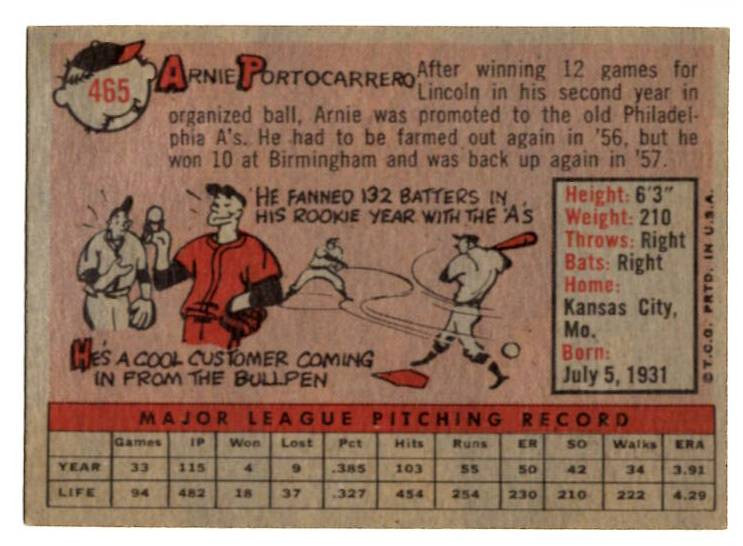 465
ARNIE PORTOCARRERO After winning 12 games for
Lincoln in his second year in
organized ball, Arnie was promoted to the old Philadel-
phia A's. He had to be farmed out again in '56, but he
won 10 at Birmingham and was back up again in '57.
HE FANNED 132 BATTERS IN
HIS ROOKIE YEAR WITH THE 'A'S
HE'S A COOL CUSTOMER COMING
IN FROM THE BULLPEN
Height: 6'3"
Weight: 210
Throws: Right
Bats: Right
Home:
Kansas City,
Mo.
Born:
July 5, 1931
©T.C.G. PRTD. IN U.S.A.
MAJOR LEAGUE PITCHING RECORD
Games IP Won Lost Pct Hits Runs ER SO Walks ERA
YEAR 33 115 4 9 .385 103 55 50 42 34 3.91
LIFE 94 482 18 37 .327 454 254 230 210 222 4.29